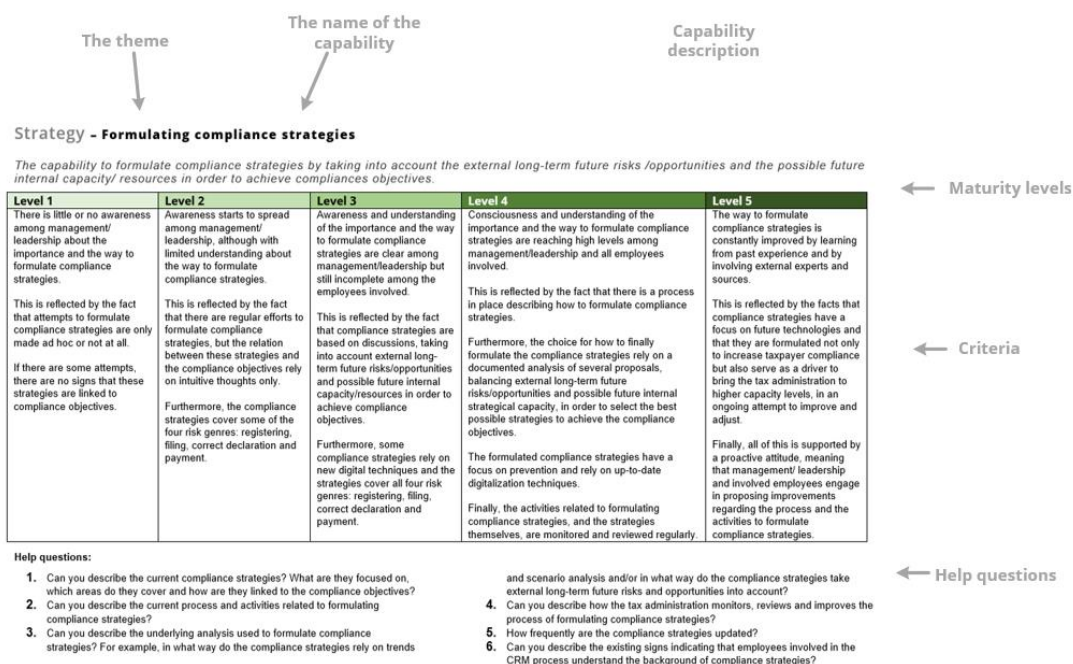 The theme
The name of the
capability
Capability
description
Strategy – Formulating compliance strategies
The capability to formulate compliance strategies by taking into account the external long-term future risks /opportunities and the possible future
internal capacity/ resources in order to achieve compliances objectives.
Maturity levels
Level 1
There is little or no awareness
among management/
leadership about the
importance and the way to
formulate compliance
strategies.
This is reflected by the fact
that attempts to formulate
compliance strategies are only
made ad hoc or not at all.
If there are some attempts,
there are no signs that these
strategies are linked to
compliance objectives.
Level 2
Awareness starts to spread
among management/
leadership, although with
limited understanding about
the way to formulate
compliance strategies.
This is reflected by the fact
that there are regular efforts to
formulate compliance
strategies, but the relation
between these strategies and
the compliance objectives rely
on intuitive thoughts only.
Furthermore, the compliance
strategies cover some of the
four risk genres: registering,
filing, correct declaration and
payment.
Level 3
Awareness and understanding
of the importance and the way
to formulate compliance
strategies are clear among
management/leadership but
still incomplete among the
employees involved.
This is reflected by the fact
that compliance strategies are
based on discussions, taking
into account external long-
term future risks/opportunities
and possible future internal
capacity/resources in order to
achieve compliance
objectives.
Furthermore, some
compliance strategies rely on
new digital techniques and the
strategies cover all four risk
genres: registering, filing,
correct declaration and
payment.
Level 4
Consciousness and understanding of the
importance and the way to formulate compliance
strategies are reaching high levels among
management/leadership and all employees
involved.
This is reflected by the fact that there is a process
in place describing how to formulate compliance
strategies.
Furthermore, the choice for how to finally
formulate the compliance strategies rely on a
documented analysis of several proposals,
balancing external long-term future
risks/opportunities and possible future internal
strategical capacity, in order to select the best
possible strategies to achieve the compliance
objectives.
The formulated compliance strategies have a
focus on prevention and rely on up-to-date
digitalization techniques.
Finally, the activities related to formulating
compliance strategies, and the strategies
themselves, are monitored and reviewed regularly.
Level 5
The way to formulate
compliance strategies is
constantly improved by learning
from past experience and by
involving external experts and
sources.
This is reflected by the facts that
compliance strategies have a
focus on future technologies and
that they are formulated not only
to increase taxpayer compliance
but also serve as a driver to
bring the tax administration to
higher capacity levels, in an
ongoing attempt to improve and
adjust.
Finally, all of this is supported by
a proactive attitude, meaning
that management/ leadership
and involved employees engage
in proposing improvements
regarding the process and the
activities to formulate
compliance strategies.
Criteria
Help questions:
1. Can you describe the current compliance strategies? What are they focused on,
which areas do they cover and how are they linked to the compliance objectives?
2. Can you describe the current process and activities related to formulating
compliance strategies?
3. Can you describe the underlying analysis used to formulate compliance
strategies? For example, in what way do the compliance strategies rely on trends
and scenario analysis and/or in what way do the compliance strategies take
external long-term future risks and opportunities into account?
4. Can you describe how the tax administration monitors, reviews and improves the
process of formulating compliance strategies?
5. How frequently are the compliance strategies updated?
6. Can you describe the existing signs indicating that employees involved in the
CRM process understand the background of compliance strategies?
Help questions